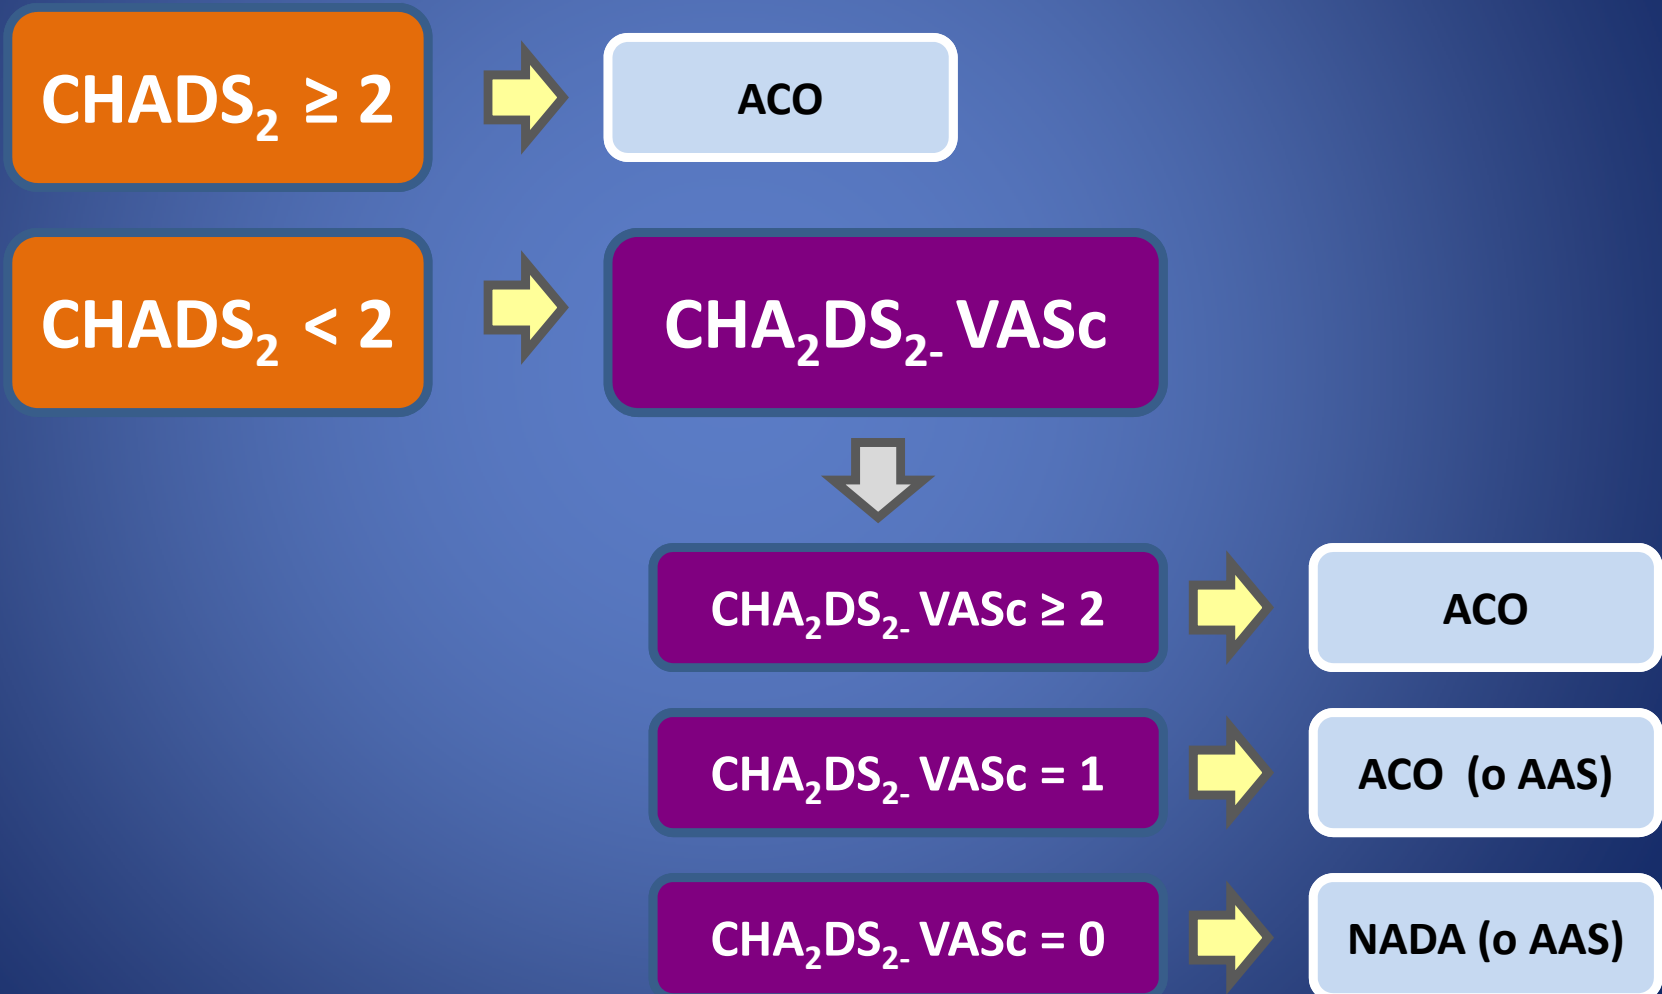 CHADS₂ ≥ 2
ACO
CHADS₂ < 2
CHA₂DS₂₋ VASc
CHA₂DS₂₋ VASc ≥ 2
ACO
CHA₂DS₂₋ VASc = 1
ACO (o AAS)
CHA₂DS₂₋ VASc = 0
NADA (o AAS)